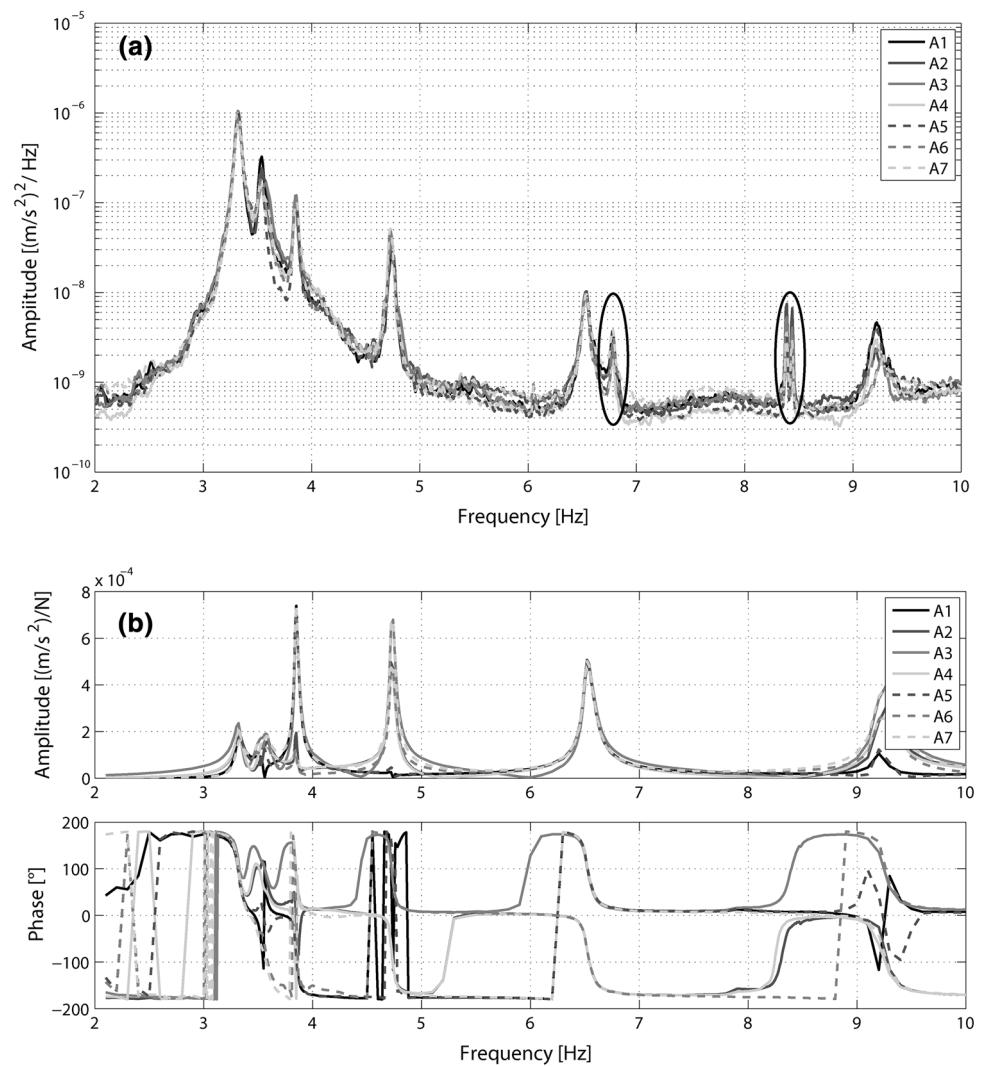 (a)
Ampiitude [(m/s²)²/ Hz]
10⁻⁵
10⁻⁶
10⁻⁷
10⁻⁸
10⁻⁹
10⁻¹⁰
A1
A2
A3
A4
A5
A6
A7
2 3 4 5 6 7 8 9 10
Frequency [Hz]
x 10⁻⁴
(b)
Amplitude [(m/s²)/N]
8
6
4
2
0
A1
A2
A3
A4
A5
A6
A7
2 3 4 5 6 7 8 9 10
Phase [°]
200
100
0
−100
−200
2 3 4 5 6 7 8 9 10
Frequency [Hz]